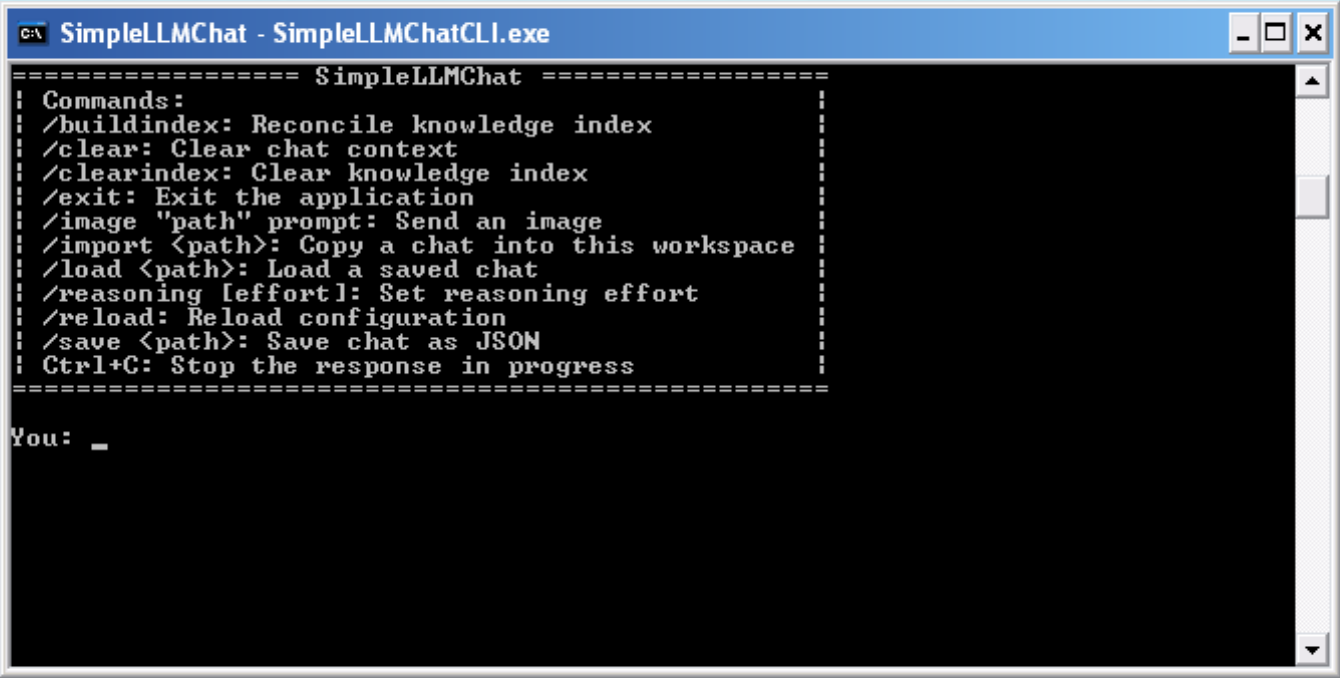 SimpleLLMChat - SimpleLLMChatCLI.exe
================== SimpleLLMChat ==================
| Commands: |
| /buildindex: Reconcile knowledge index |
| /clear: Clear chat context |
| /clearindex: Clear knowledge index |
| /exit: Exit the application |
| /image "path" prompt: Send an image |
| /import <path>: Copy a chat into this workspace |
| /load <path>: Load a saved chat |
| /reasoning [effort]: Set reasoning effort |
| /reload: Reload configuration |
| /save <path>: Save chat as JSON |
| Ctrl+C: Stop the response in progress |
===================================================
You: _